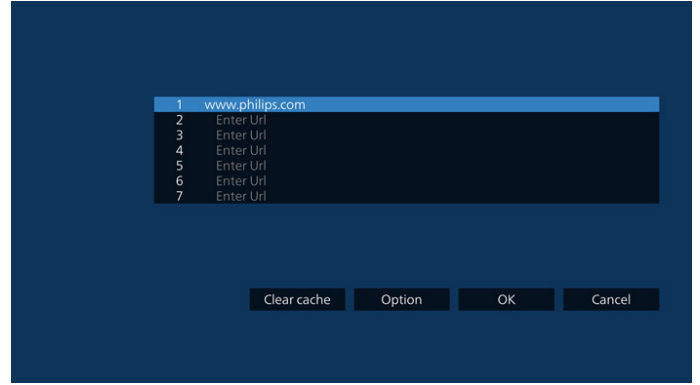 1 www.philips.com
2 Enter Url
3 Enter Url
4 Enter Url
5 Enter Url
6 Enter Url
7 Enter Url
Clear cache Option OK Cancel